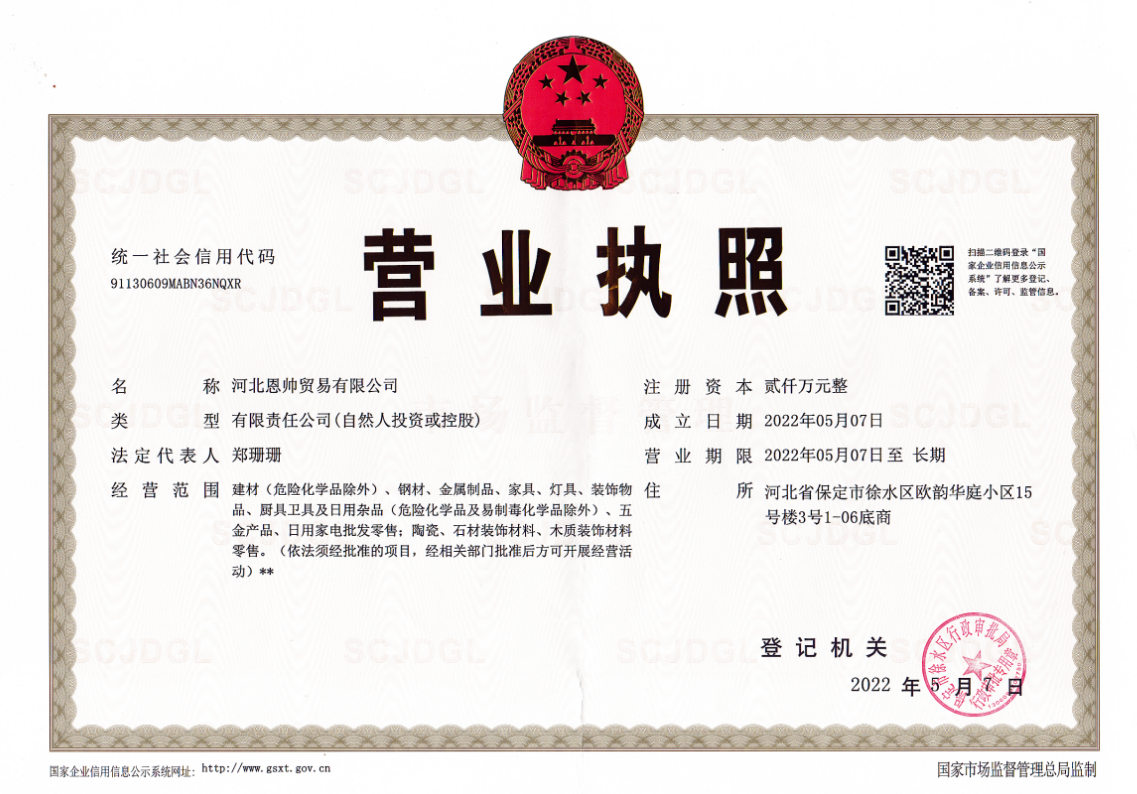 营业执照
统一社会信用代码
91130609MABN36NQXR
扫描二维码登录“国
家企业信用信息公示
系统”了解更多登记、
备案、许可、监管信息。
名称 河北恩帅贸易有限公司
类型 有限责任公司(自然人投资或控股)
法定代表人 郑珊珊
经营范围 建材（危险化学品除外）、钢材、金属制品、家具、灯具、装饰物
品、厨具卫具及日用杂品（危险化学品及易制毒化学品除外）、五
金产品、日用家电批发零售；陶瓷、石材装饰材料、木质装饰材料
零售。（依法须经批准的项目，经相关部门批准后方可开展经营活
动）**
注册资本 贰仟万元整
成立日期 2022年05月07日
营业期限 2022年05月07日至 长期
住所 河北省保定市徐水区欧韵华庭小区15
号楼3号1-06底商
登记机关
2022 年 5 月 7 日
国家企业信用信息公示系统网址：http://www.gsxt.gov.cn
国家市场监督管理总局监制
SCJDGL
市场监督管理